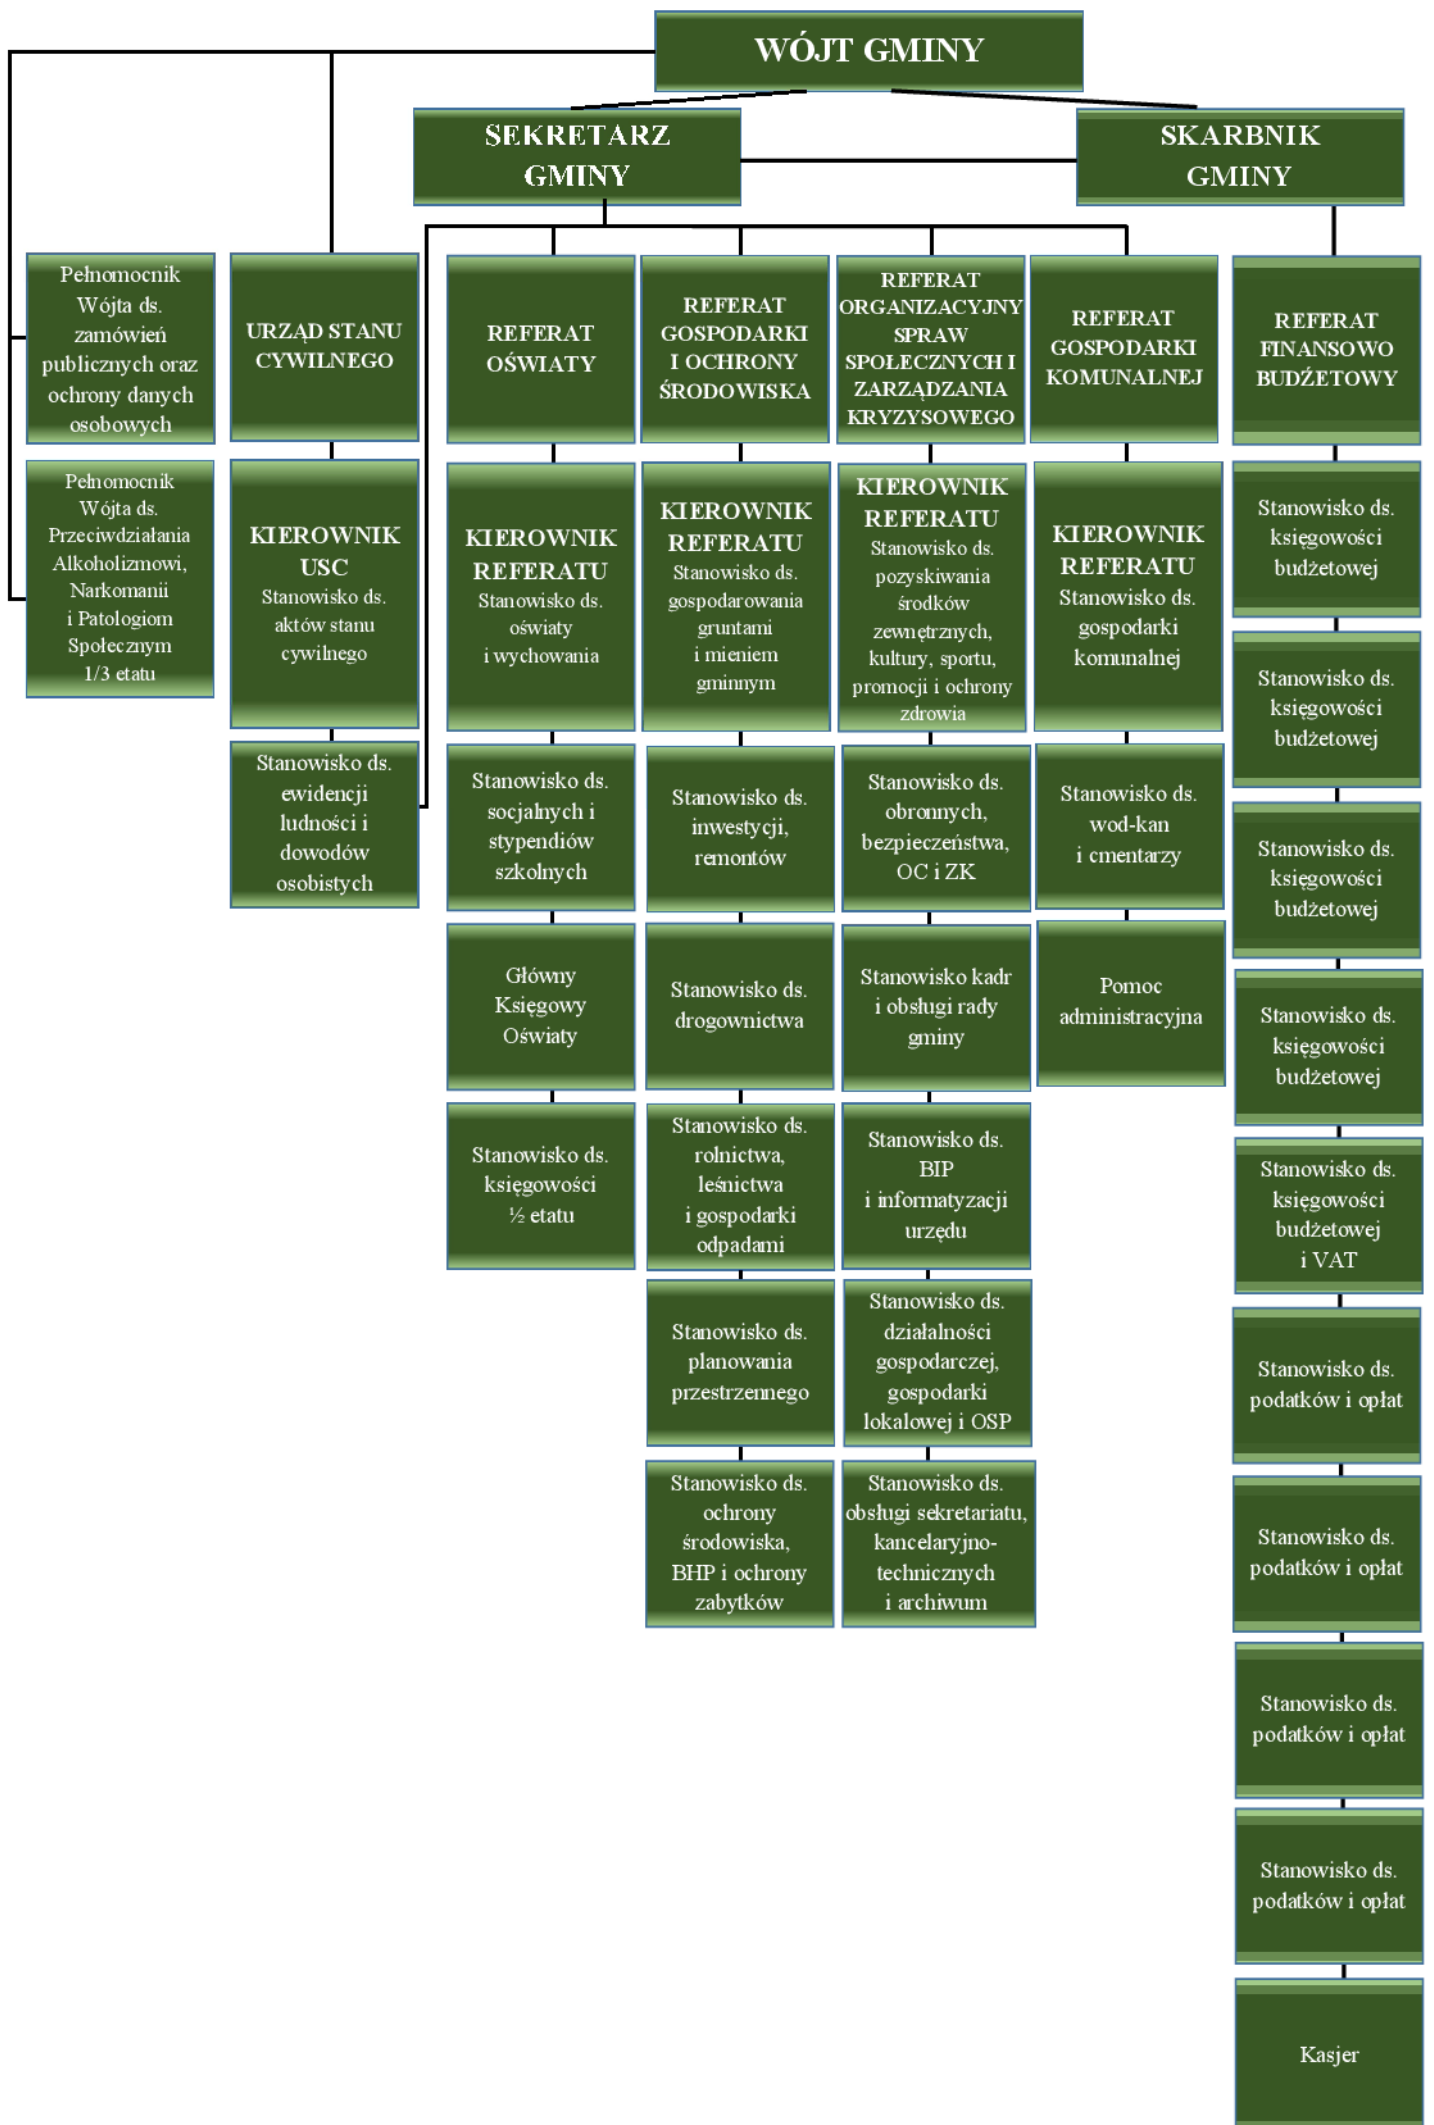 WÓJT GMINY
SEKRETARZ
GMINY
SKARBNIK
GMINY
Pełnomocnik
Wójta ds.
zamówień
publicznych oraz
ochrony danych
osobowych
Pełnomocnik
Wójta ds.
Przeciwdziałania
Alkoholizmowi,
Narkomanii
i Patologiom
Społecznym
1/3 etatu
URZĄD STANU
CYWILNEGO
KIEROWNIK
USC
Stanowisko ds.
aktów stanu
cywilnego
Stanowisko ds.
ewidencji
ludności i
dowodów
osobistych
REFERAT
OŚWIATY
KIEROWNIK
REFERATU
Stanowisko ds.
oświaty
i wychowania
Stanowisko ds.
socjalnych i
stypendiów
szkolnych
Główny
Księgowy
Oświaty
Stanowisko ds.
księgowości
½ etatu
REFERAT
GOSPODARKI
I OCHRONY
ŚRODOWISKA
KIEROWNIK
REFERATU
Stanowisko ds.
gospodarowania
gruntami
i mieniem
gminnym
Stanowisko ds.
inwestycji,
remontów
Stanowisko ds.
drogownictwa
Stanowisko ds.
rolnictwa,
leśnictwa
i gospodarki
odpadami
Stanowisko ds.
planowania
przestrzennego
Stanowisko ds.
ochrony
środowiska,
BHP i ochrony
zabytków
REFERAT
ORGANIZACYJNY
SPRAW
SPOŁECZNYCH I
ZARZĄDZANIA
KRYZYSOWEGO
KIEROWNIK
REFERATU
Stanowisko ds.
pozyskiwania
środków
zewnętrznych,
kultury, sportu,
promocji i ochrony
zdrowia
Stanowisko ds.
obronnych,
bezpieczeństwa,
OC i ZK
Stanowisko kadr
i obsługi rady
gminy
Stanowisko ds.
BIP
i informatyzacji
urzędu
Stanowisko ds.
działalności
gospodarczej,
gospodarki
lokalowej i OSP
Stanowisko ds.
obsługi sekretariatu,
kancelaryjno-
technicznych
i archiwum
REFERAT
GOSPODARKI
KOMUNALNEJ
KIEROWNIK
REFERATU
Stanowisko ds.
gospodarki
komunalnej
Stanowisko ds.
wod-kan
i cmentarzy
Pomoc
administracyjna
REFERAT
FINANSOWO
BUDŹETOWY
Stanowisko ds.
księgowości
budżetowej
Stanowisko ds.
księgowości
budżetowej
Stanowisko ds.
księgowości
budżetowej
Stanowisko ds.
księgowości
budżetowej
Stanowisko ds.
księgowości
budżetowej
i VAT
Stanowisko ds.
podatków i opłat
Stanowisko ds.
podatków i opłat
Stanowisko ds.
podatków i opłat
Stanowisko ds.
podatków i opłat
Kasjer